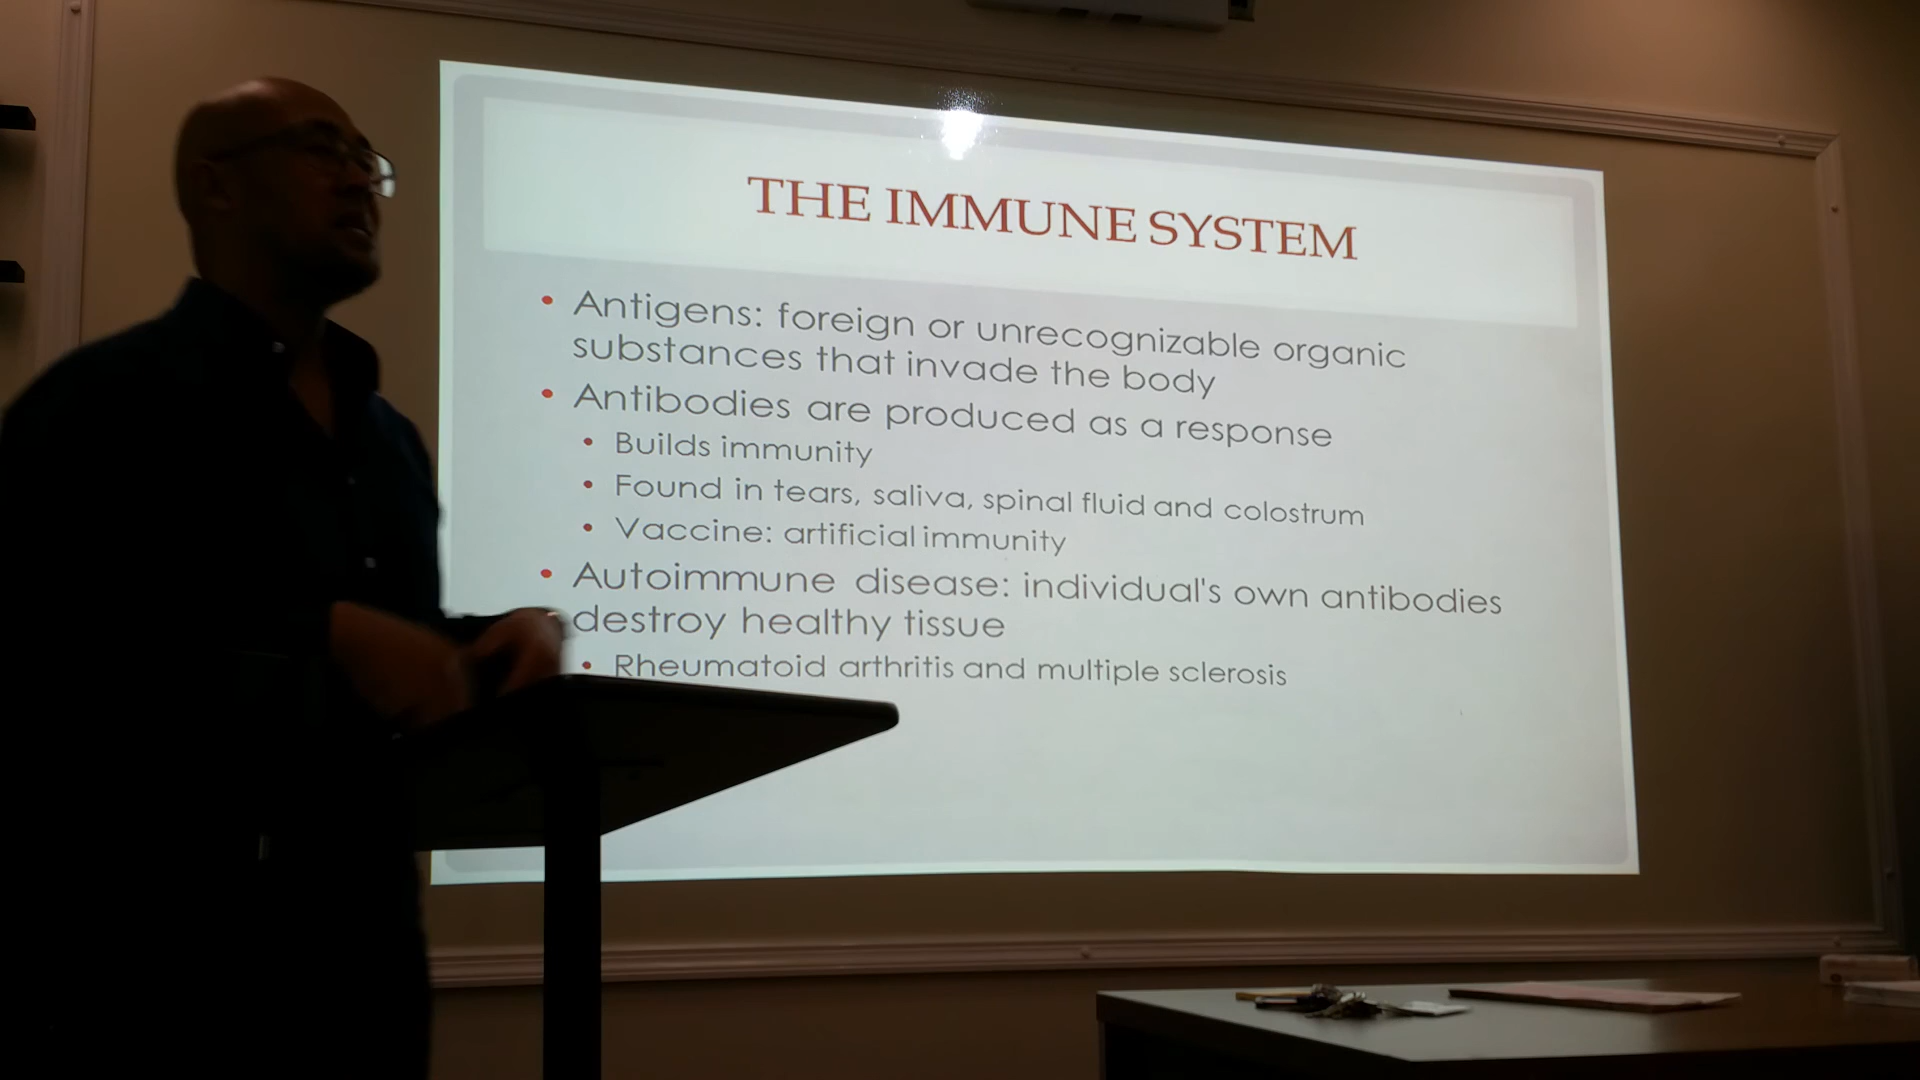 THE IMMUNE SYSTEM
• Antigens: foreign or unrecognizable organic
substances that invade the body
• Antibodies are produced as a response
• Builds immunity
• Found in tears, saliva, spinal fluid and colostrum
• Vaccine: artificial immunity
• Autoimmune disease: individual's own antibodies
destroy healthy tissue
• Rheumatoid arthritis and multiple sclerosis